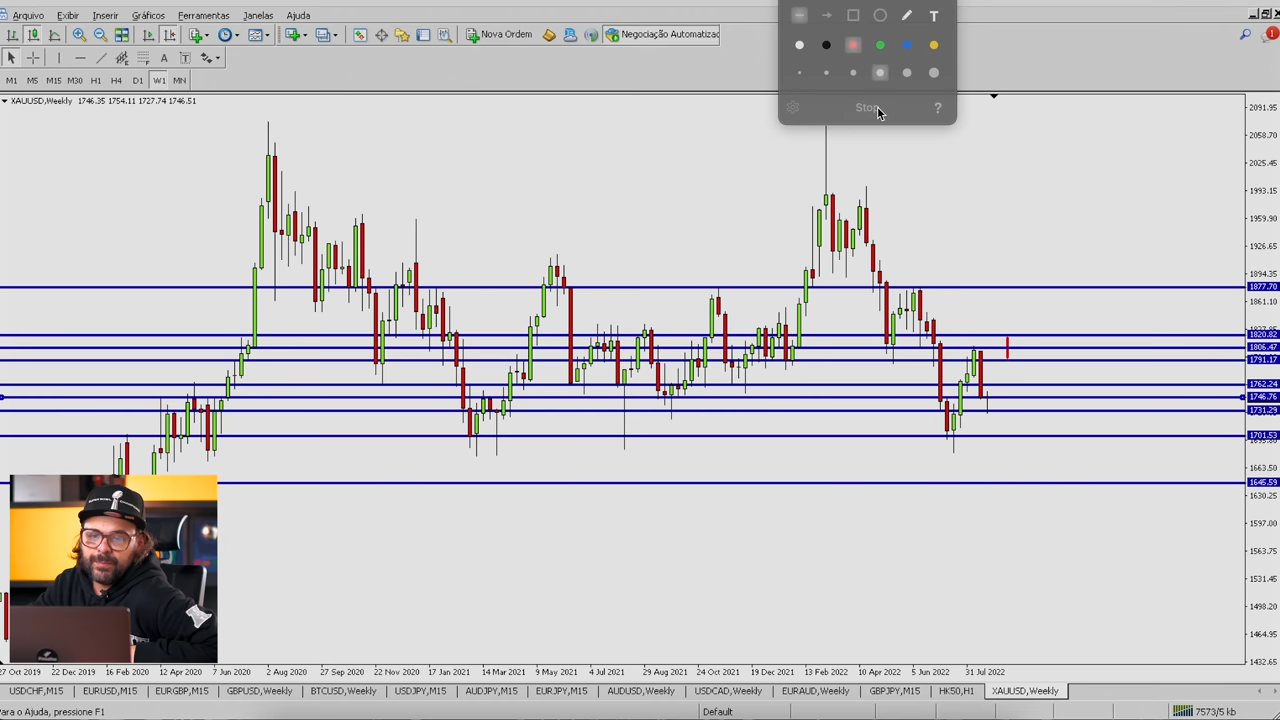 Arquivo Exibir Inserir Gráficos Ferramentas Janelas Ajuda
T
Nova Ordem Negociação Automatizac
1
A T
M1 M5 M15 M30 H1 H4 D1 W1 MN
Stop ?
XAUUSD,Weekly 1746.35 1754.11 1727.74 1746.51
2091.95
2058.70
2025.45
1993.15
1959.90
1926.65
1894.35
1877.70
1861.10
1820.82
1806.47
1791.17
1762.24
1746.76
1731.29
1701.53
1663.50
1645.59
1630.25
1597.00
1563.75
1531.45
1498.20
1464.95
1432.65
27 Oct 2019 22 Dec 2019 16 Feb 2020 12 Apr 2020 7 Jun 2020 2 Aug 2020 27 Sep 2020 22 Nov 2020 17 Jan 2021 14 Mar 2021 9 May 2021 4 Jul 2021 29 Aug 2021 24 Oct 2021 19 Dec 2021 13 Feb 2022 10 Apr 2022 5 Jun 2022 31 Jul 2022
USDCHF,M15 EURUSD,M15 EURGBP,M15 GBPUSD,Weekly BTCUSD,Weekly USDJPY,M15 AUDJPY,M15 EURJPY,M15 AUDUSD,Weekly USDCAD,Weekly EURAUD,Weekly GBPJPY,M15 HK50,H1 XAUUSD,Weekly
Para o Ajuda, pressione F1 Default 7573/5 kb